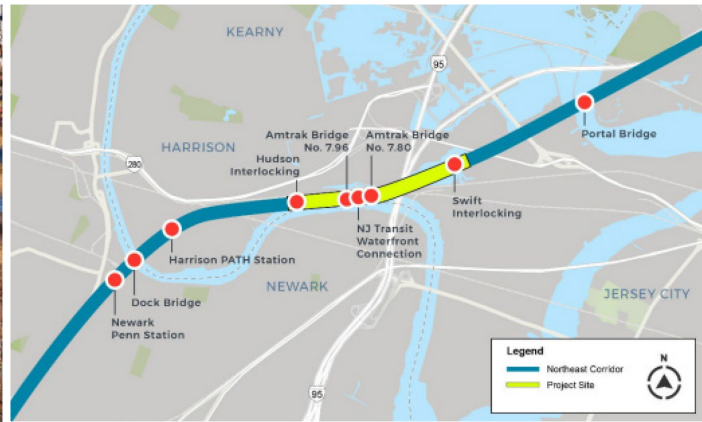 KEARNY
95
Amtrak Bridge
No. 7.96
Amtrak Bridge
No. 7.80
Portal Bridge
HARRISON
280
Hudson
Interlocking
Swift
Interlocking
NJ Transit
Waterfront
Connection
Harrison PATH Station
NEWARK
Dock Bridge
JERSEY CITY
Newark
Penn Station
95
Legend
Northeast Corridor
Project Site
N